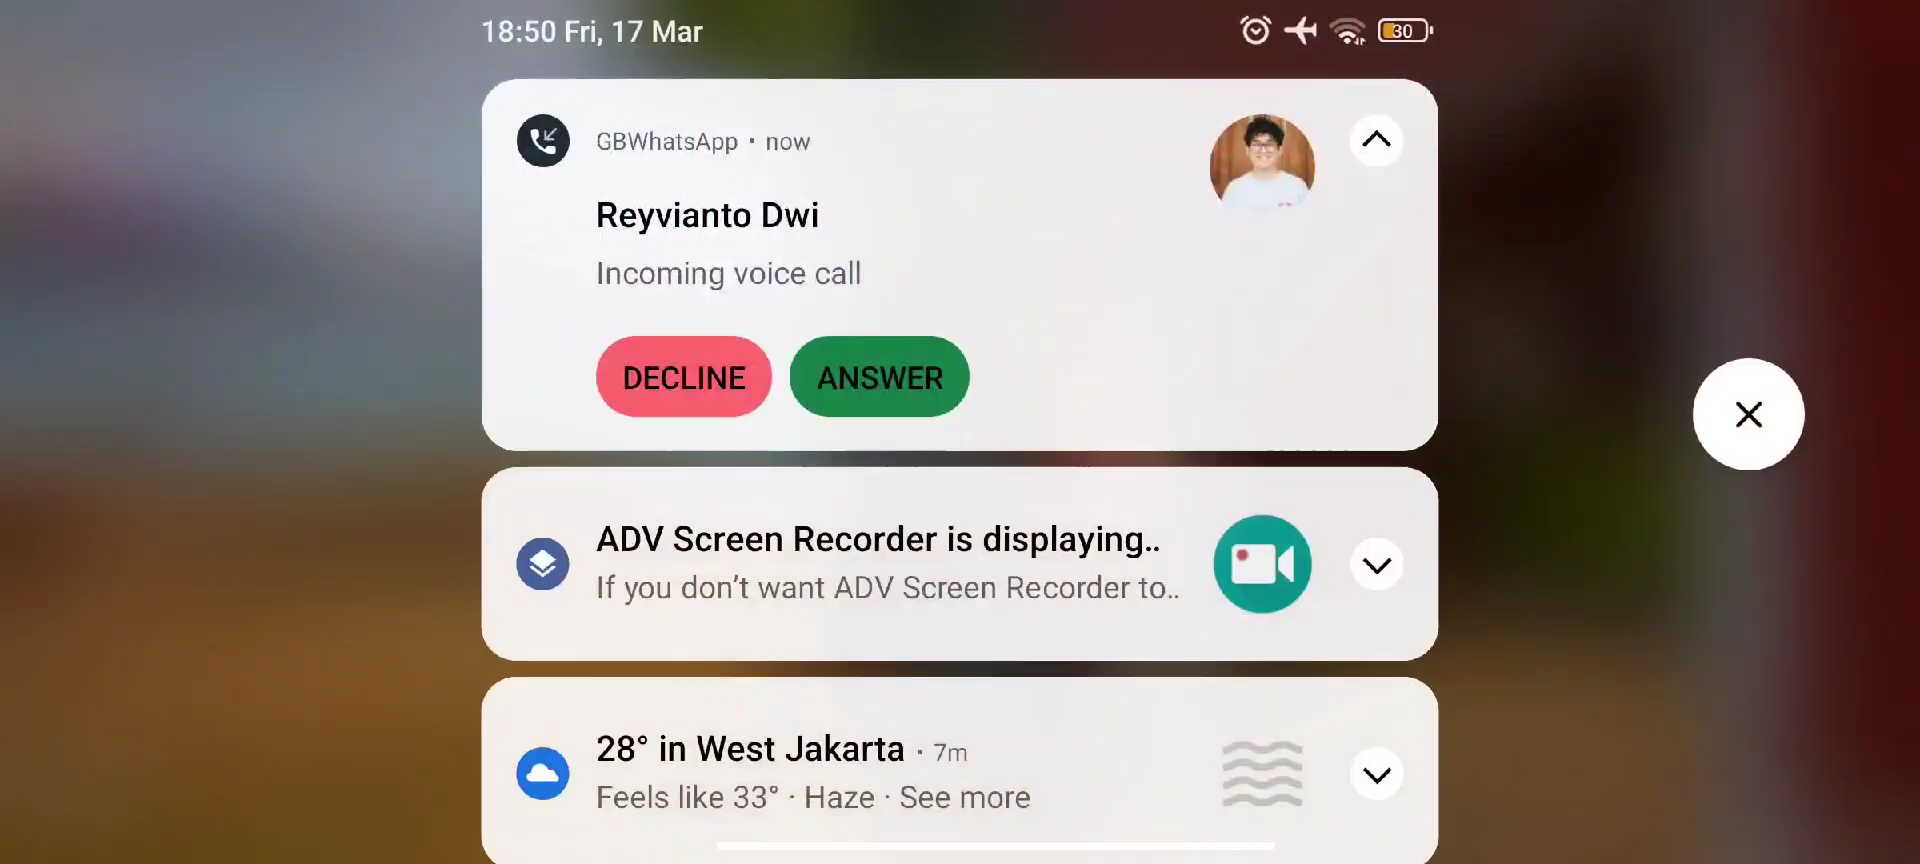 18:50 Fri, 17 Mar
30
GBWhatsApp • now
Reyvianto Dwi
Incoming voice call
DECLINE
ANSWER
ADV Screen Recorder is displaying..
If you don't want ADV Screen Recorder to..
28° in West Jakarta · 7m
Feels like 33° · Haze · See more